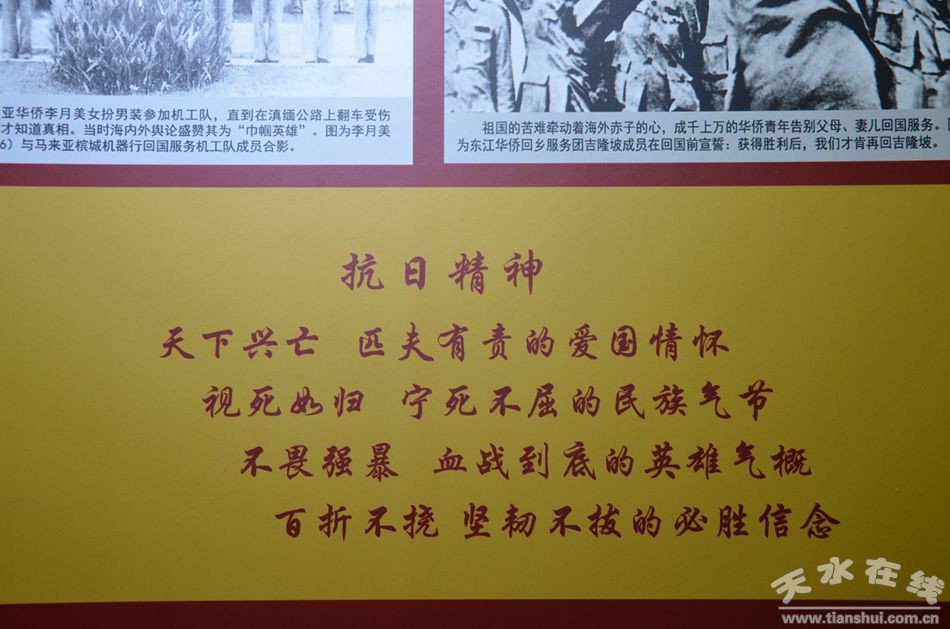 亚华侨李月美女扮男装参加机工队，直到在滇缅公路上翻车受伤
才知道真相。当时海内外舆论盛赞其为“巾帼英雄”。图为李月美
6）与马来亚槟城机器行回国服务机工队成员合影。
祖国的苦难牵动着海外赤子的心，成千上万的华侨青年告别父母、妻儿回国服务。
为东江华侨回乡服务团吉隆坡成员在回国前宣誓：获得胜利后，我们才肯再回吉隆坡。
抗日精神
天下兴亡 匹夫有责的爱国情怀
视死如归 宁死不屈的民族气节
不畏强暴 血战到底的英雄气概
百折不挠 坚韧不拔的必胜信念
天水在线
www.tianshui.com.cn